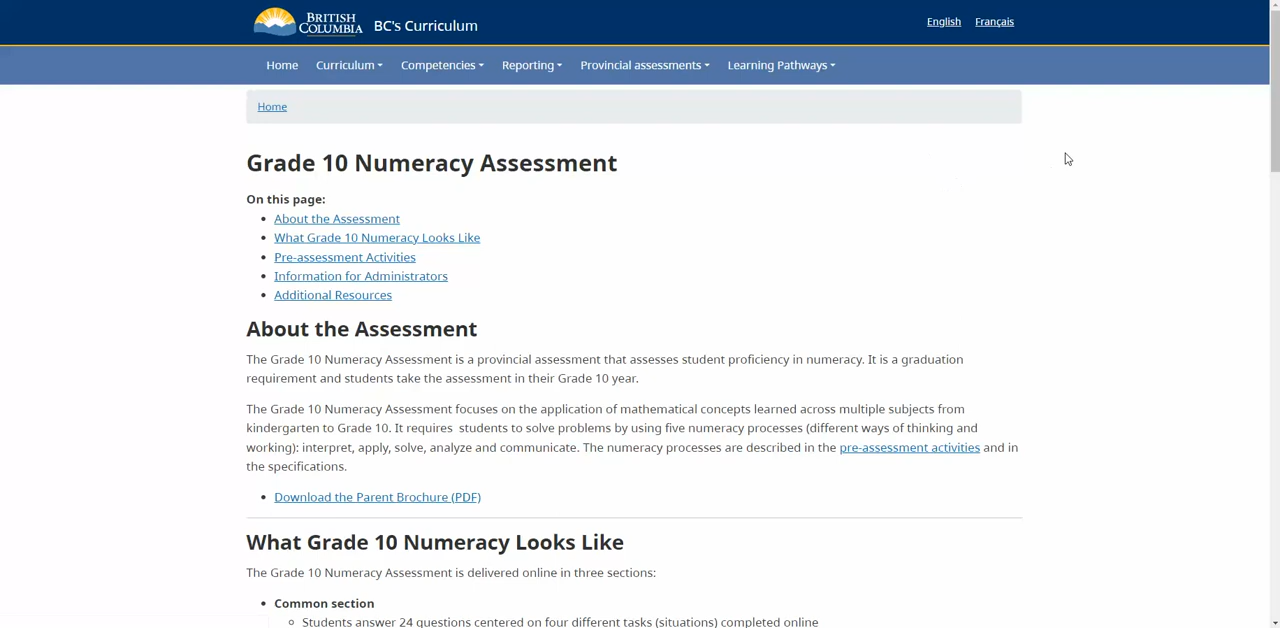 BRITISH
COLUMBIA
BC's Curriculum
English Français
Home Curriculum Competencies Reporting Provincial assessments Learning Pathways
Home
Grade 10 Numeracy Assessment
On this page:
About the Assessment
What Grade 10 Numeracy Looks Like
Pre-assessment Activities
Information for Administrators
Additional Resources
About the Assessment
The Grade 10 Numeracy Assessment is a provincial assessment that assesses student proficiency in numeracy. It is a graduation
requirement and students take the assessment in their Grade 10 year.
The Grade 10 Numeracy Assessment focuses on the application of mathematical concepts learned across multiple subjects from
kindergarten to Grade 10. It requires students to solve problems by using five numeracy processes (different ways of thinking and
working): interpret, apply, solve, analyze and communicate. The numeracy processes are described in the pre-assessment activities and in
the specifications.
Download the Parent Brochure (PDF)
What Grade 10 Numeracy Looks Like
The Grade 10 Numeracy Assessment is delivered online in three sections:
Common section
Students answer 24 questions centered on four different tasks (situations) completed online